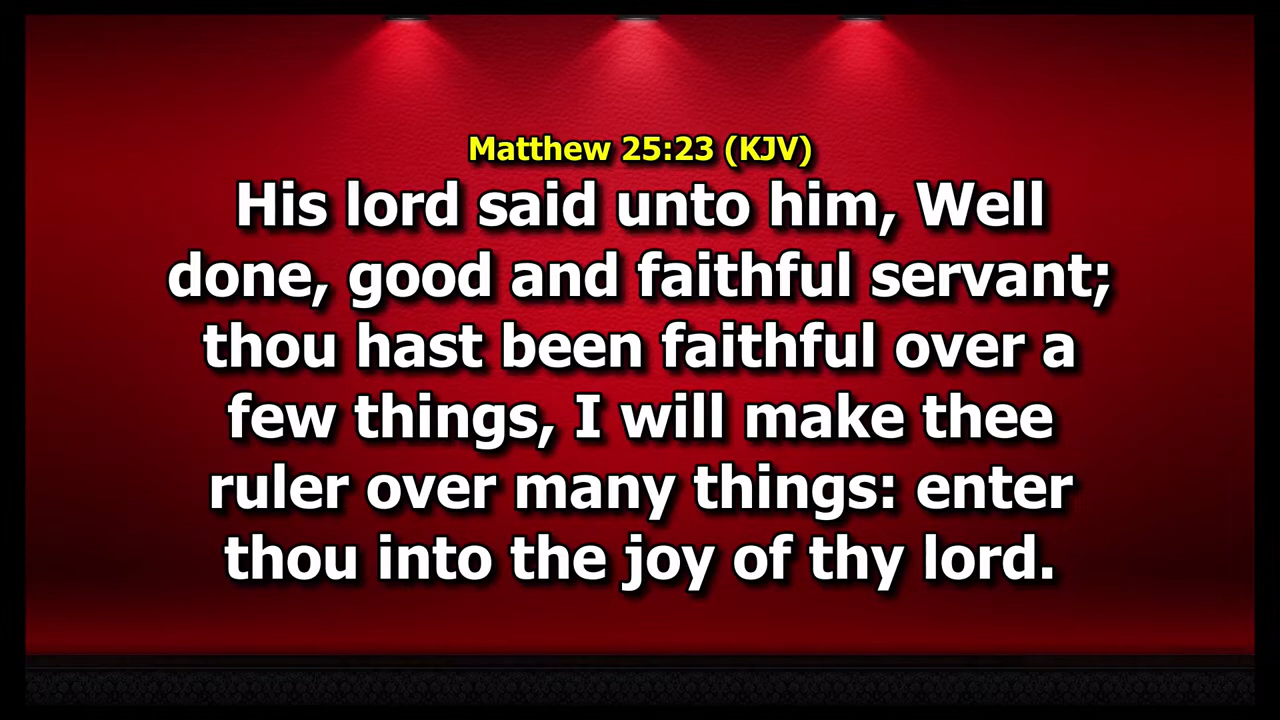 Matthew 25:23 (KJV)
His lord said unto him, Well
done, good and faithful servant;
thou hast been faithful over a
few things, I will make thee
ruler over many things: enter
thou into the joy of thy lord.